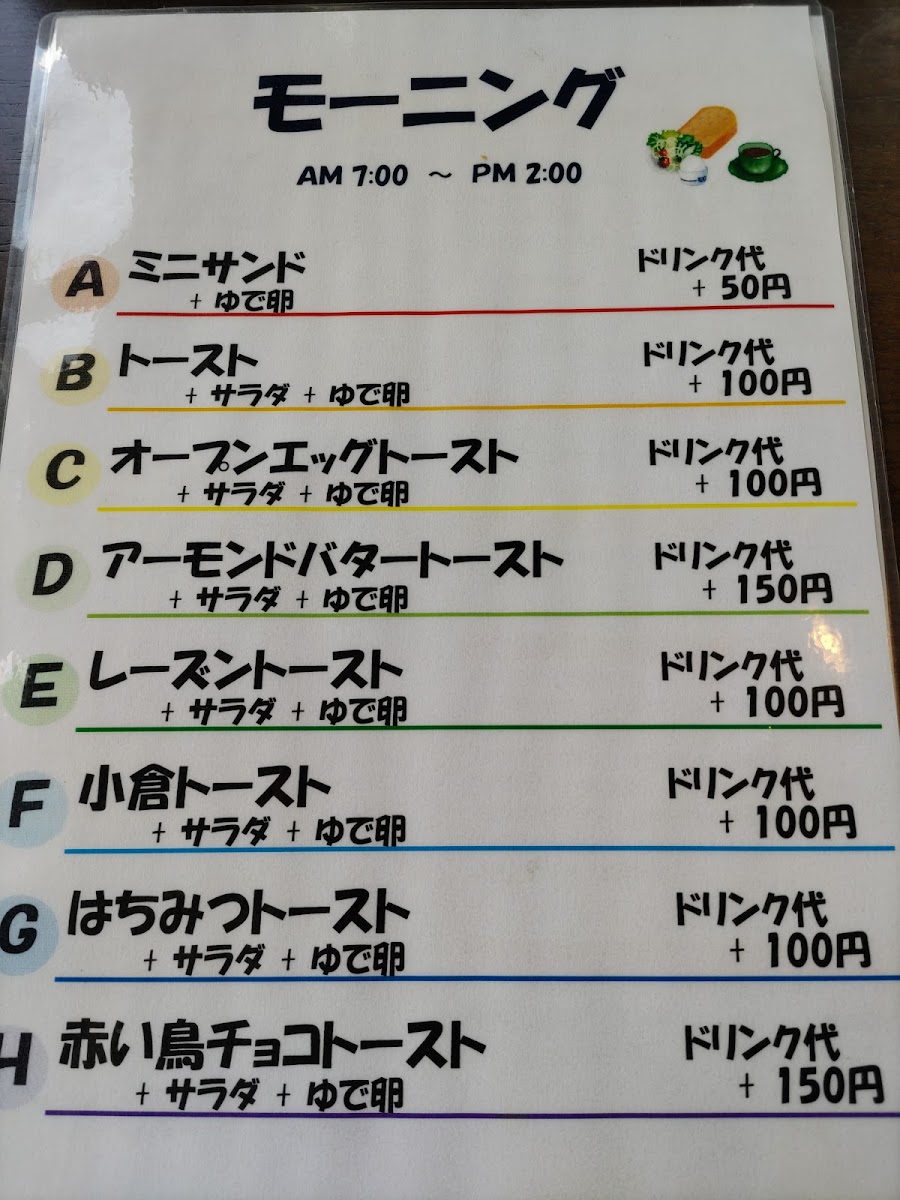 モーニング
AM 7:00 ～ PM 2:00
A ミニサンド ドリンク代
+ ゆで卵 + 50円
B トースト ドリンク代
+ サラダ + ゆで卵 + 100円
C オープンエッグトースト ドリンク代
+ サラダ + ゆで卵 + 100円
D アーモンドバタートースト ドリンク代
+ サラダ + ゆで卵 + 150円
E レーズントースト ドリンク代
+ サラダ + ゆで卵 + 100円
F 小倉トースト ドリンク代
+ サラダ + ゆで卵 + 100円
G はちみつトースト ドリンク代
+ サラダ + ゆで卵 + 100円
H 赤い鳥チョコトースト ドリンク代
+ サラダ + ゆで卵 + 150円